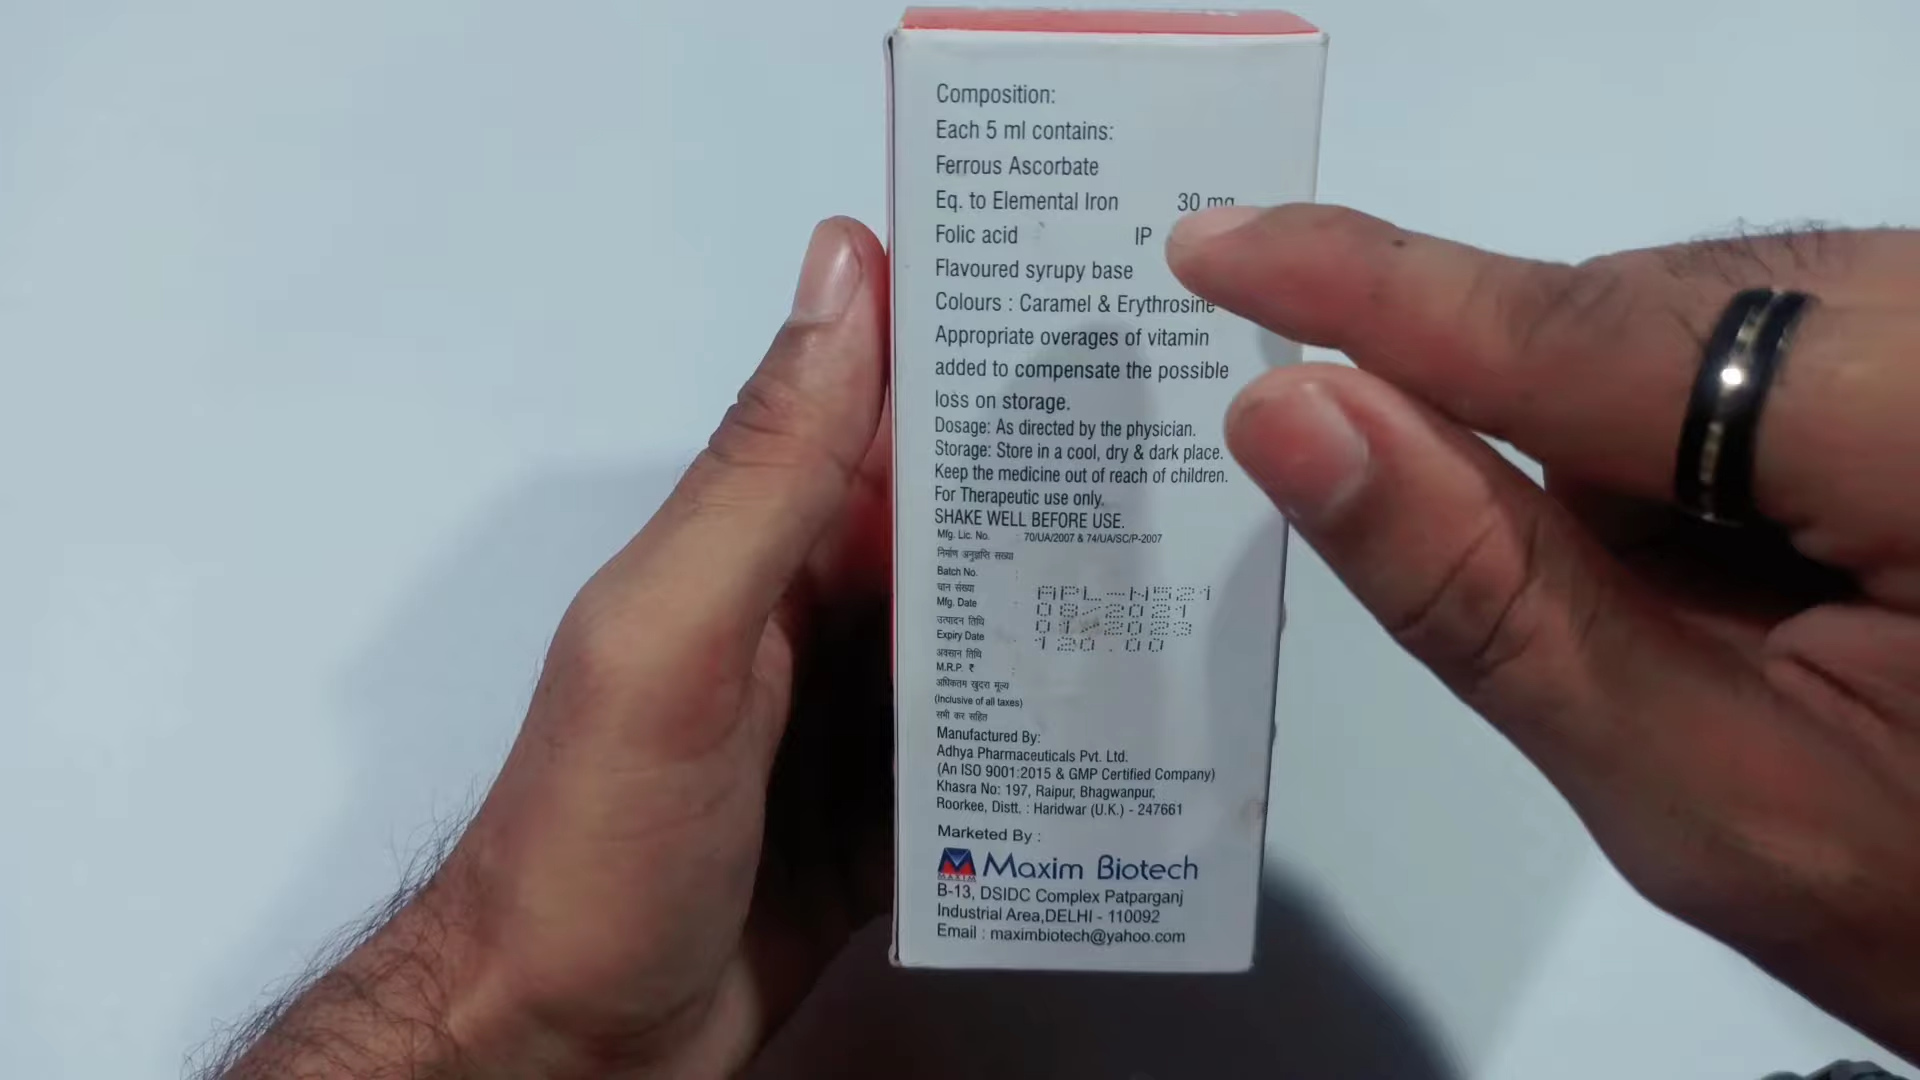 Composition:
Each 5 ml contains:
Ferrous Ascorbate
Eq. to Elemental Iron 30 mg
Folic acid IP
Flavoured syrupy base
Colours : Caramel & Erythrosine
Appropriate overages of vitamin
added to compensate the possible
loss on storage.
Dosage: As directed by the physician.
Storage: Store in a cool, dry & dark place.
Keep the medicine out of reach of children.
For Therapeutic use only.
SHAKE WELL BEFORE USE.
Mfg. Lic. No. : 70/UA/2007 & 74/UA/SC/P-2007
निर्माण अनुज्ञप्ति संख्या
Batch No. :
घान संख्या APL-N521
Mfg. Date : 08/2021
उत्पादन तिथि 01/2023
Expiry Date : 120.00
अवसान तिथि
M.R.P. ₹ :
अधिकतम खुदरा मूल्य
(Inclusive of all taxes)
सभी कर सहित
Manufactured By:
Adhya Pharmaceuticals Pvt. Ltd.
(An ISO 9001:2015 & GMP Certified Company)
Khasra No: 197, Raipur, Bhagwanpur,
Roorkee, Distt. : Haridwar (U.K.) - 247661
Marketed By :
MAXIM Maxim Biotech
B-13, DSIDC Complex Patparganj
Industrial Area,DELHI - 110092
Email : maximbiotech@yahoo.com